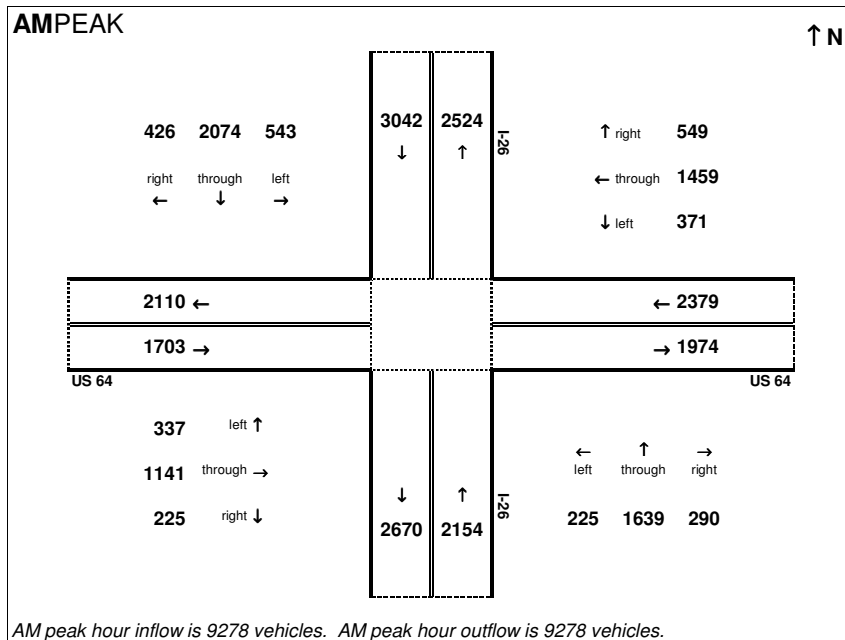 AMPEAK
↑ N
426 2074 543
right through left
← ↓ →
3042 2524
↓ ↑
I-26
↑ right 549
← through 1459
↓ left 371
2110 ←
← 2379
1703 →
→ 1974
US 64
US 64
337 left ↑
1141 through →
225 right ↓
↓ ↑
2670 2154
I-26
← ↑ →
left through right
225 1639 290
AM peak hour inflow is 9278 vehicles. AM peak hour outflow is 9278 vehicles.